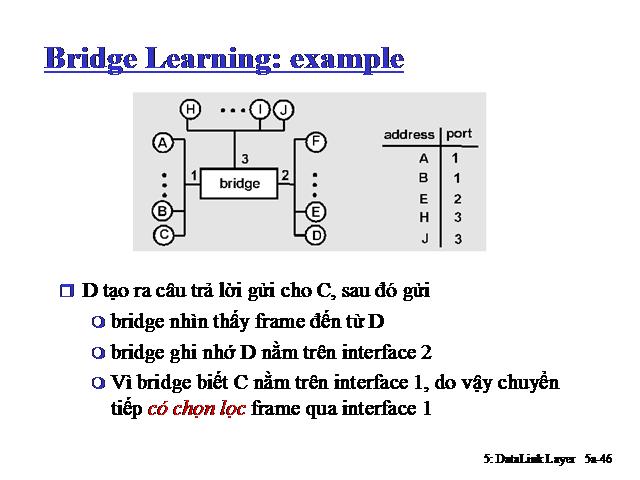 Bridge Learning: example
H • • • I J
A
F
address port
3
A 1
1 bridge 2
B 1
E 2
B
E
H 3
C
D
J 3
D tạo ra câu trả lời gửi cho C, sau đó gửi
bridge nhìn thấy frame đến từ D
bridge ghi nhớ D nằm trên interface 2
Vì bridge biết C nằm trên interface 1, do vậy chuyển
tiếp có chọn lọc frame qua interface 1
5: DataLink Layer 5a-46